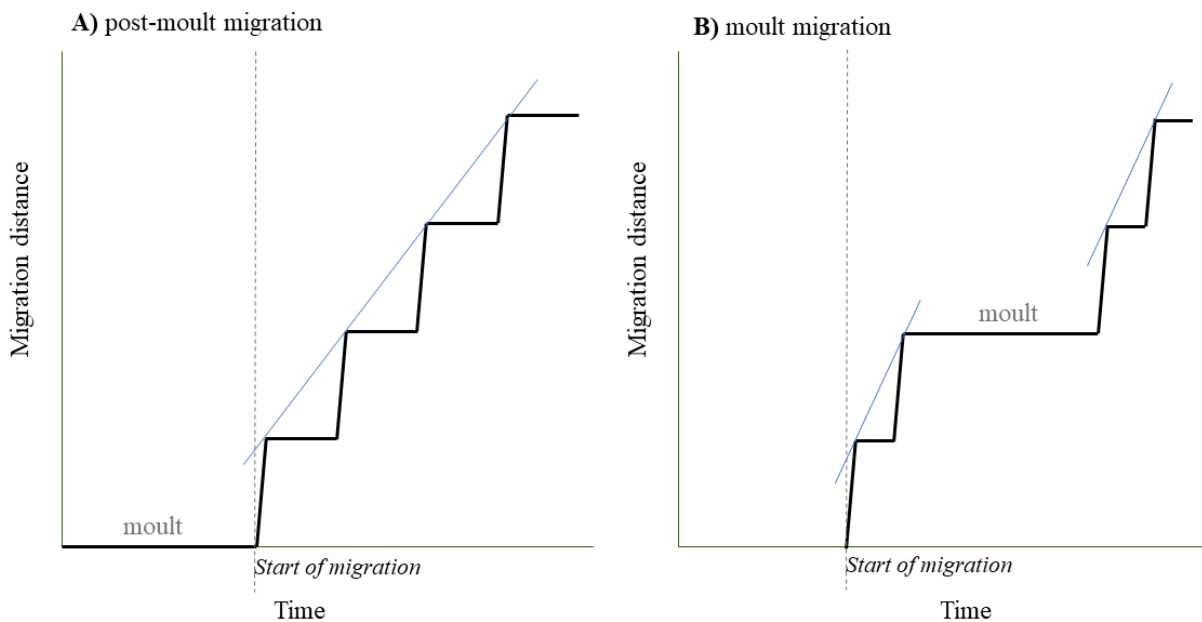 A) post-moult migration
Migration distance
moult
Start of migration
Time
B) moult migration
Migration distance
moult
Start of migration
Time